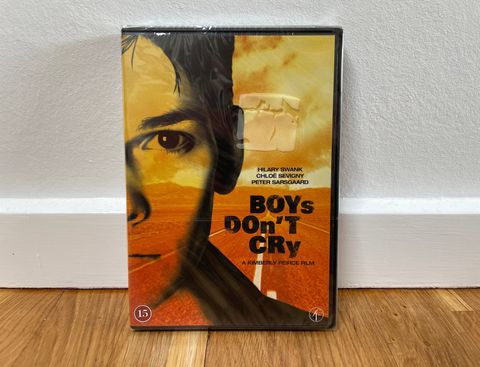 HILARY SWANK
CHLOË SEVIGNY
PETER SARSGAARD
BOYs
DOn'T
CRy
A KIMBERLY PEIRCE FILM
15